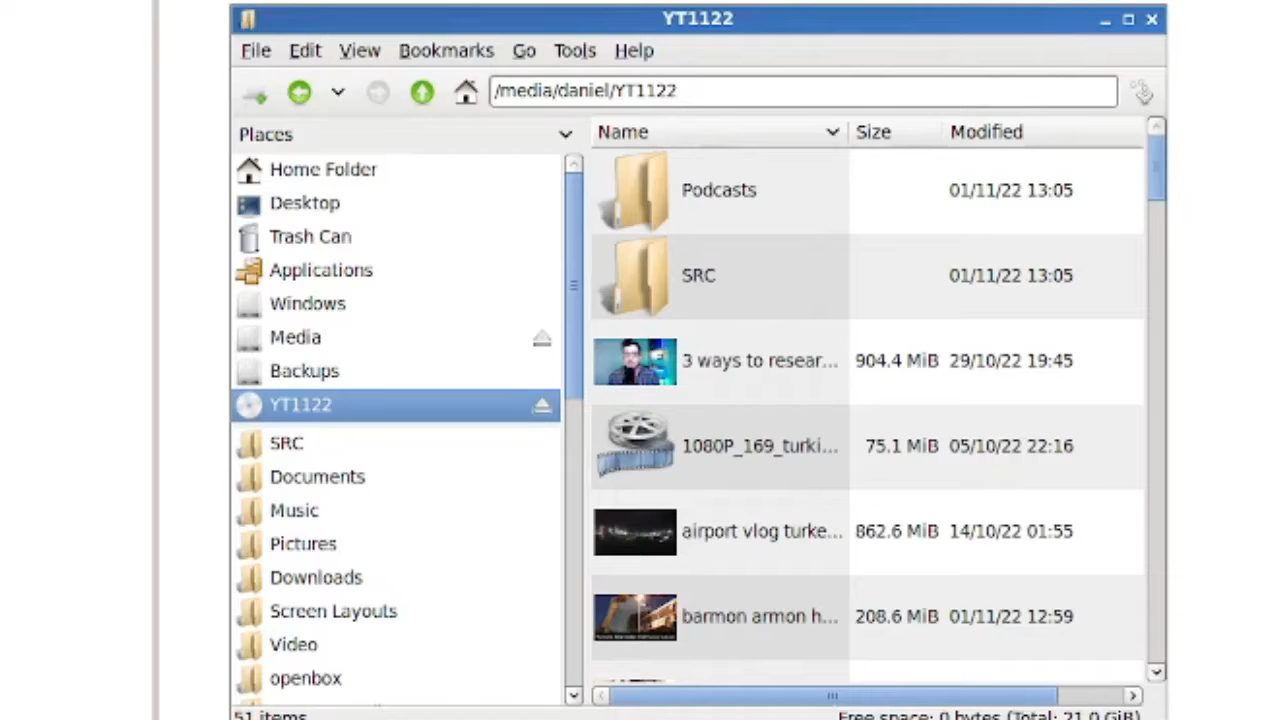 YT1122
File Edit View Bookmarks Go Tools Help
/media/daniel/YT1122
Places
Home Folder
Desktop
Trash Can
Applications
Windows
Media
Backups
YT1122
SRC
Documents
Music
Pictures
Downloads
Screen Layouts
Video
openbox
Name Size Modified
Podcasts 01/11/22 13:05
SRC 01/11/22 13:05
3 ways to resear... 904.4 MiB 29/10/22 19:45
1080P_169_turki... 75.1 MiB 05/10/22 22:16
airport vlog turke... 862.6 MiB 14/10/22 01:55
barmon armon h... 208.6 MiB 01/11/22 12:59
51 items Free space: 0 bytes (Total: 21.0 GiB)